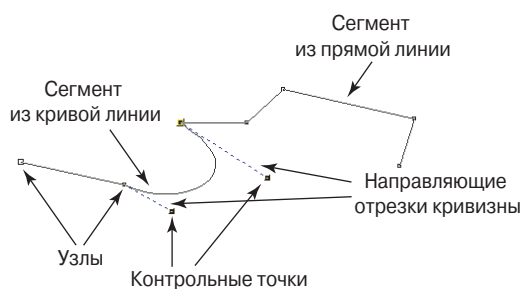 Сегмент
из прямой линии
Сегмент
из кривой линии
Направляющие
отрезки кривизны
Узлы
Контрольные точки